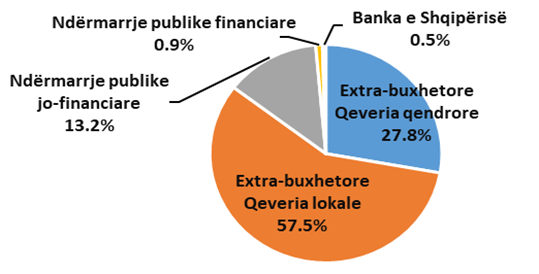 Ndërmarrje publike financiare
0.9%
Banka e Shqipërisë
0.5%
Ndërmarrje publike
jo-financiare
13.2%
Extra-buxhetore
Qeveria qendrore
27.8%
Extra-buxhetore
Qeveria lokale
57.5%